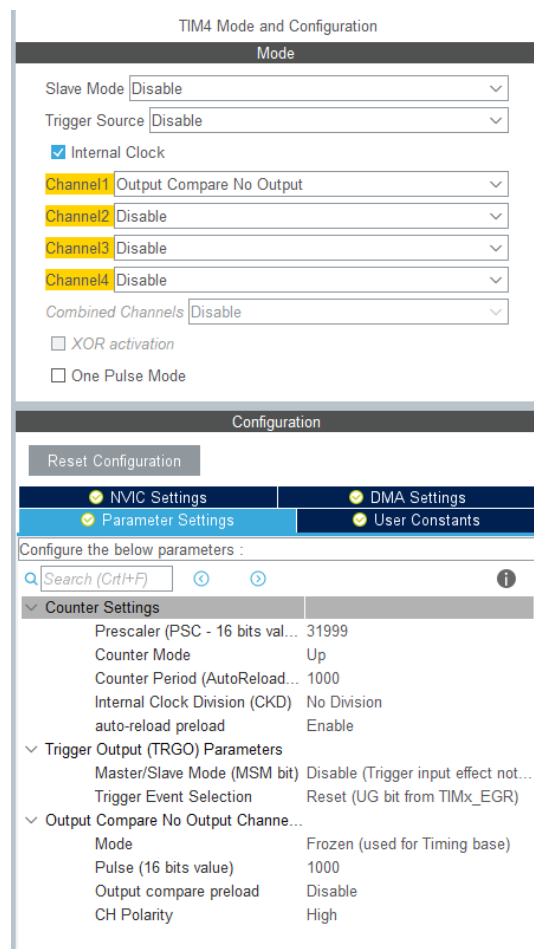 TIM4 Mode and Configuration
Mode
Slave Mode Disable
Trigger Source Disable
Internal Clock
Channel1 Output Compare No Output
Channel2 Disable
Channel3 Disable
Channel4 Disable
Combined Channels Disable
XOR activation
One Pulse Mode
Configuration
Reset Configuration
NVIC Settings DMA Settings
Parameter Settings User Constants
Configure the below parameters :
Search (Crtl+F)
Counter Settings
Prescaler (PSC - 16 bits val... 31999
Counter Mode Up
Counter Period (AutoReload... 1000
Internal Clock Division (CKD) No Division
auto-reload preload Enable
Trigger Output (TRGO) Parameters
Master/Slave Mode (MSM bit) Disable (Trigger input effect not...
Trigger Event Selection Reset (UG bit from TIMx_EGR)
Output Compare No Output Channe...
Mode Frozen (used for Timing base)
Pulse (16 bits value) 1000
Output compare preload Disable
CH Polarity High